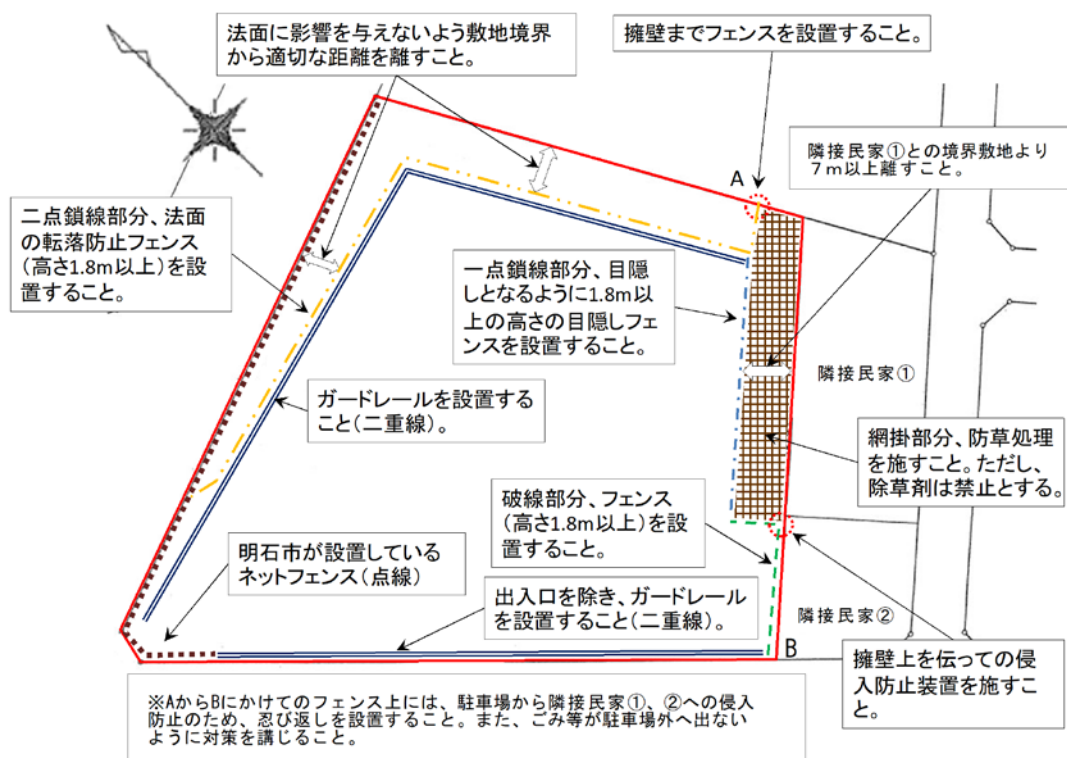 法面に影響を与えないよう敷地境界
から適切な距離を離すこと。
擁壁までフェンスを設置すること。
隣接民家①との境界敷地より
7m以上離すこと。
A
二点鎖線部分、法面
の転落防止フェンス
(高さ1.8m以上)を設
置すること。
一点鎖線部分、目隠
しとなるように1.8m以
上の高さの目隠しフェ
ンスを設置すること。
隣接民家①
ガードレールを設置する
こと(二重線)。
網掛部分、防草処理
を施すこと。ただし、
除草剤は禁止とする。
破線部分、フェンス
(高さ1.8m以上)を設
置すること。
明石市が設置している
ネットフェンス(点線)
出入口を除き、ガードレール
を設置すること(二重線)。
隣接民家②
B
擁壁上を伝っての侵
入防止装置を施すこ
と。
※AからBにかけてのフェンス上には、駐車場から隣接民家①、②への侵入
防止のため、忍び返しを設置すること。また、ごみ等が駐車場外へ出ない
ように対策を講じること。